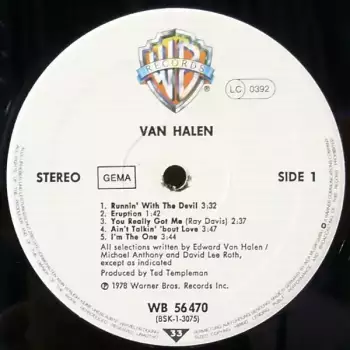 WB
RECORDS
LC 0392
VAN HALEN
STEREO
GEMA
SIDE 1
1. Runnin' With The Devil 3:32
2. Eruption 1:42
3. You Really Got Me (Ray Davis) 2:37
4. Ain't Talkin' 'bout Love 3:47
5. I'm The One 3:44
All selections written by Edward Van Halen /
Michael Anthony and David Lee Roth,
except as indicated
Produced by Ted Templeman
℗ 1978 Warner Bros. Records Inc.
WB 56 470
(BSK-1-3075)
33